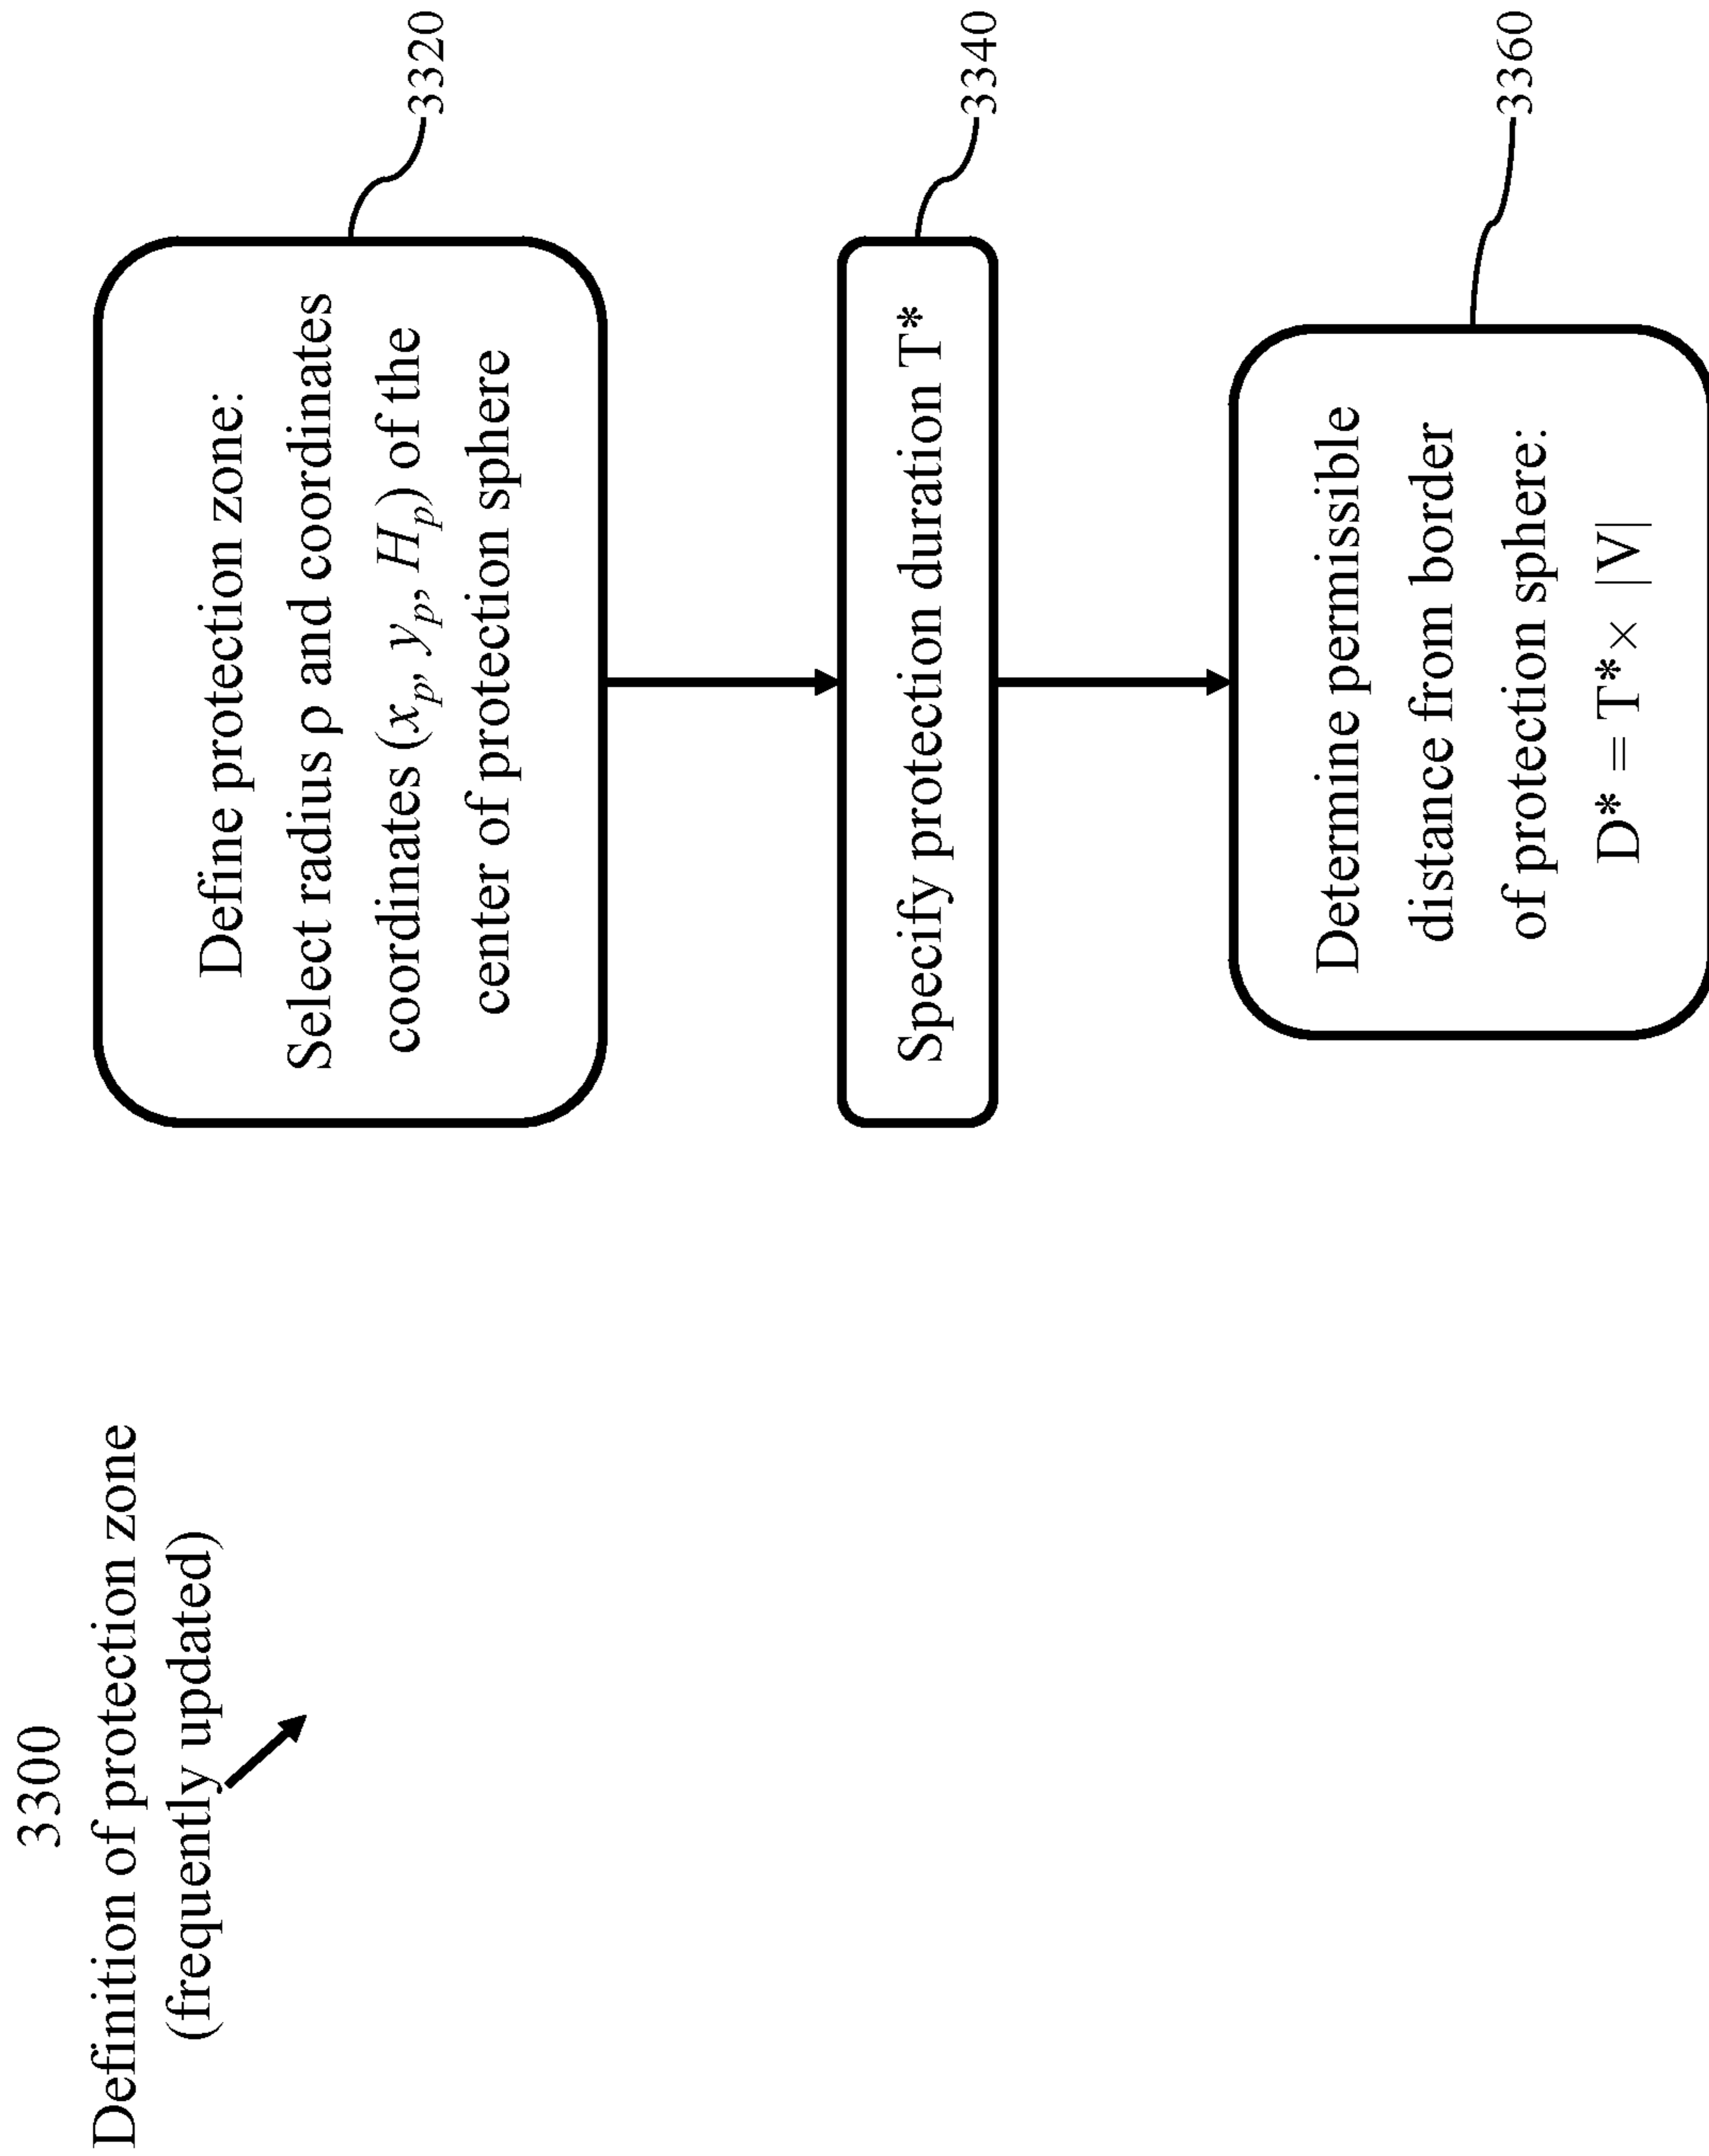 3300
Definition of protection zone
(frequently updated)
Define protection zone:
Select radius ρ and coordinates
coordinates (xₚ, yₚ, Hₚ) of the
center of protection sphere
3320
Specify protection duration T*
3340
Determine permissible
distance from border
of protection sphere:
D* = T*× |V|
3360